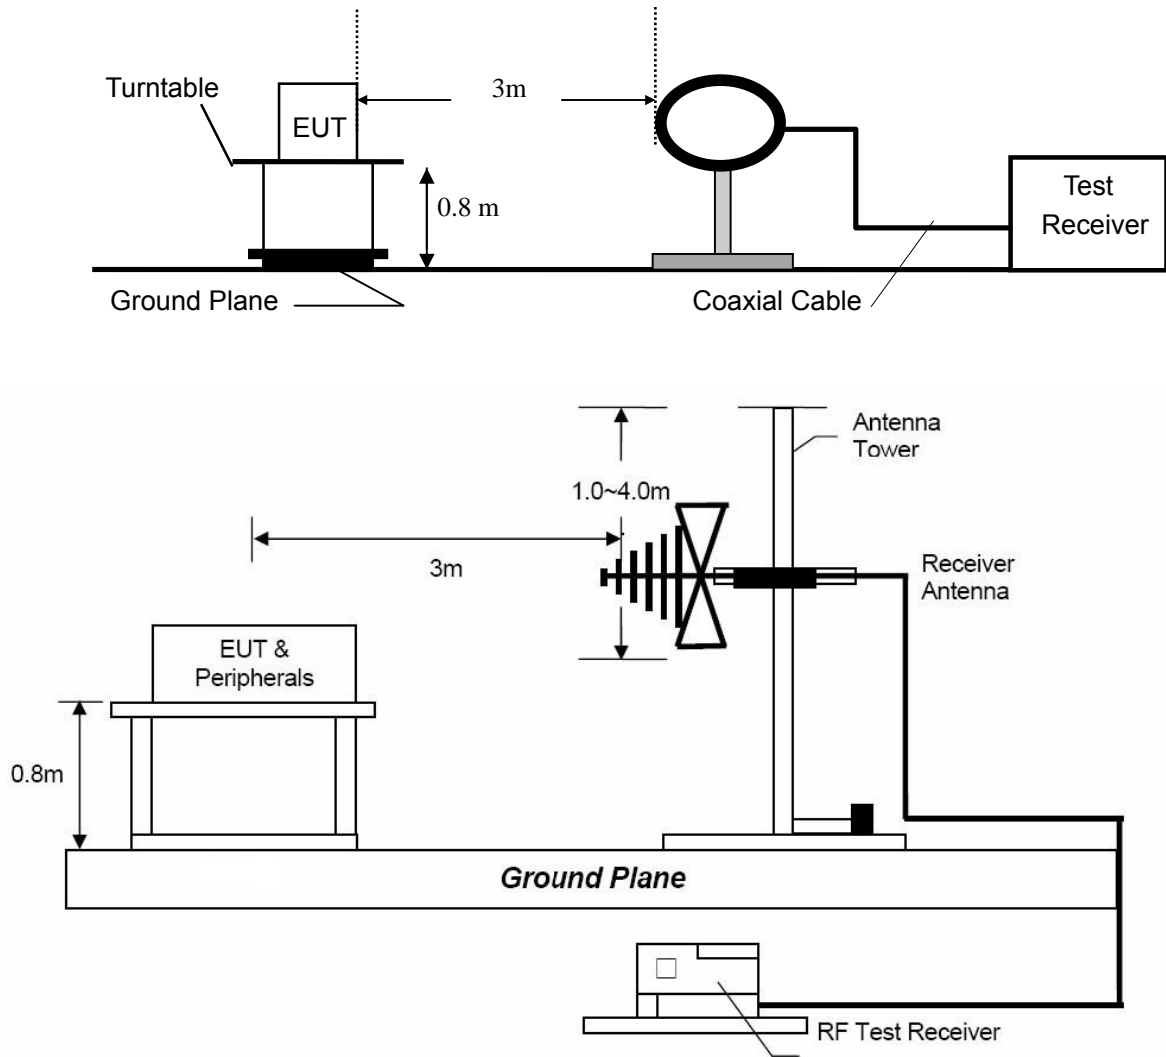 3m
Turntable
EUT
0.8 m
Test
Receiver
Ground Plane
Coaxial Cable
Antenna
Tower
1.0~4.0m
3m
Receiver
Antenna
EUT &
Peripherals
0.8m
Ground Plane
RF Test Receiver